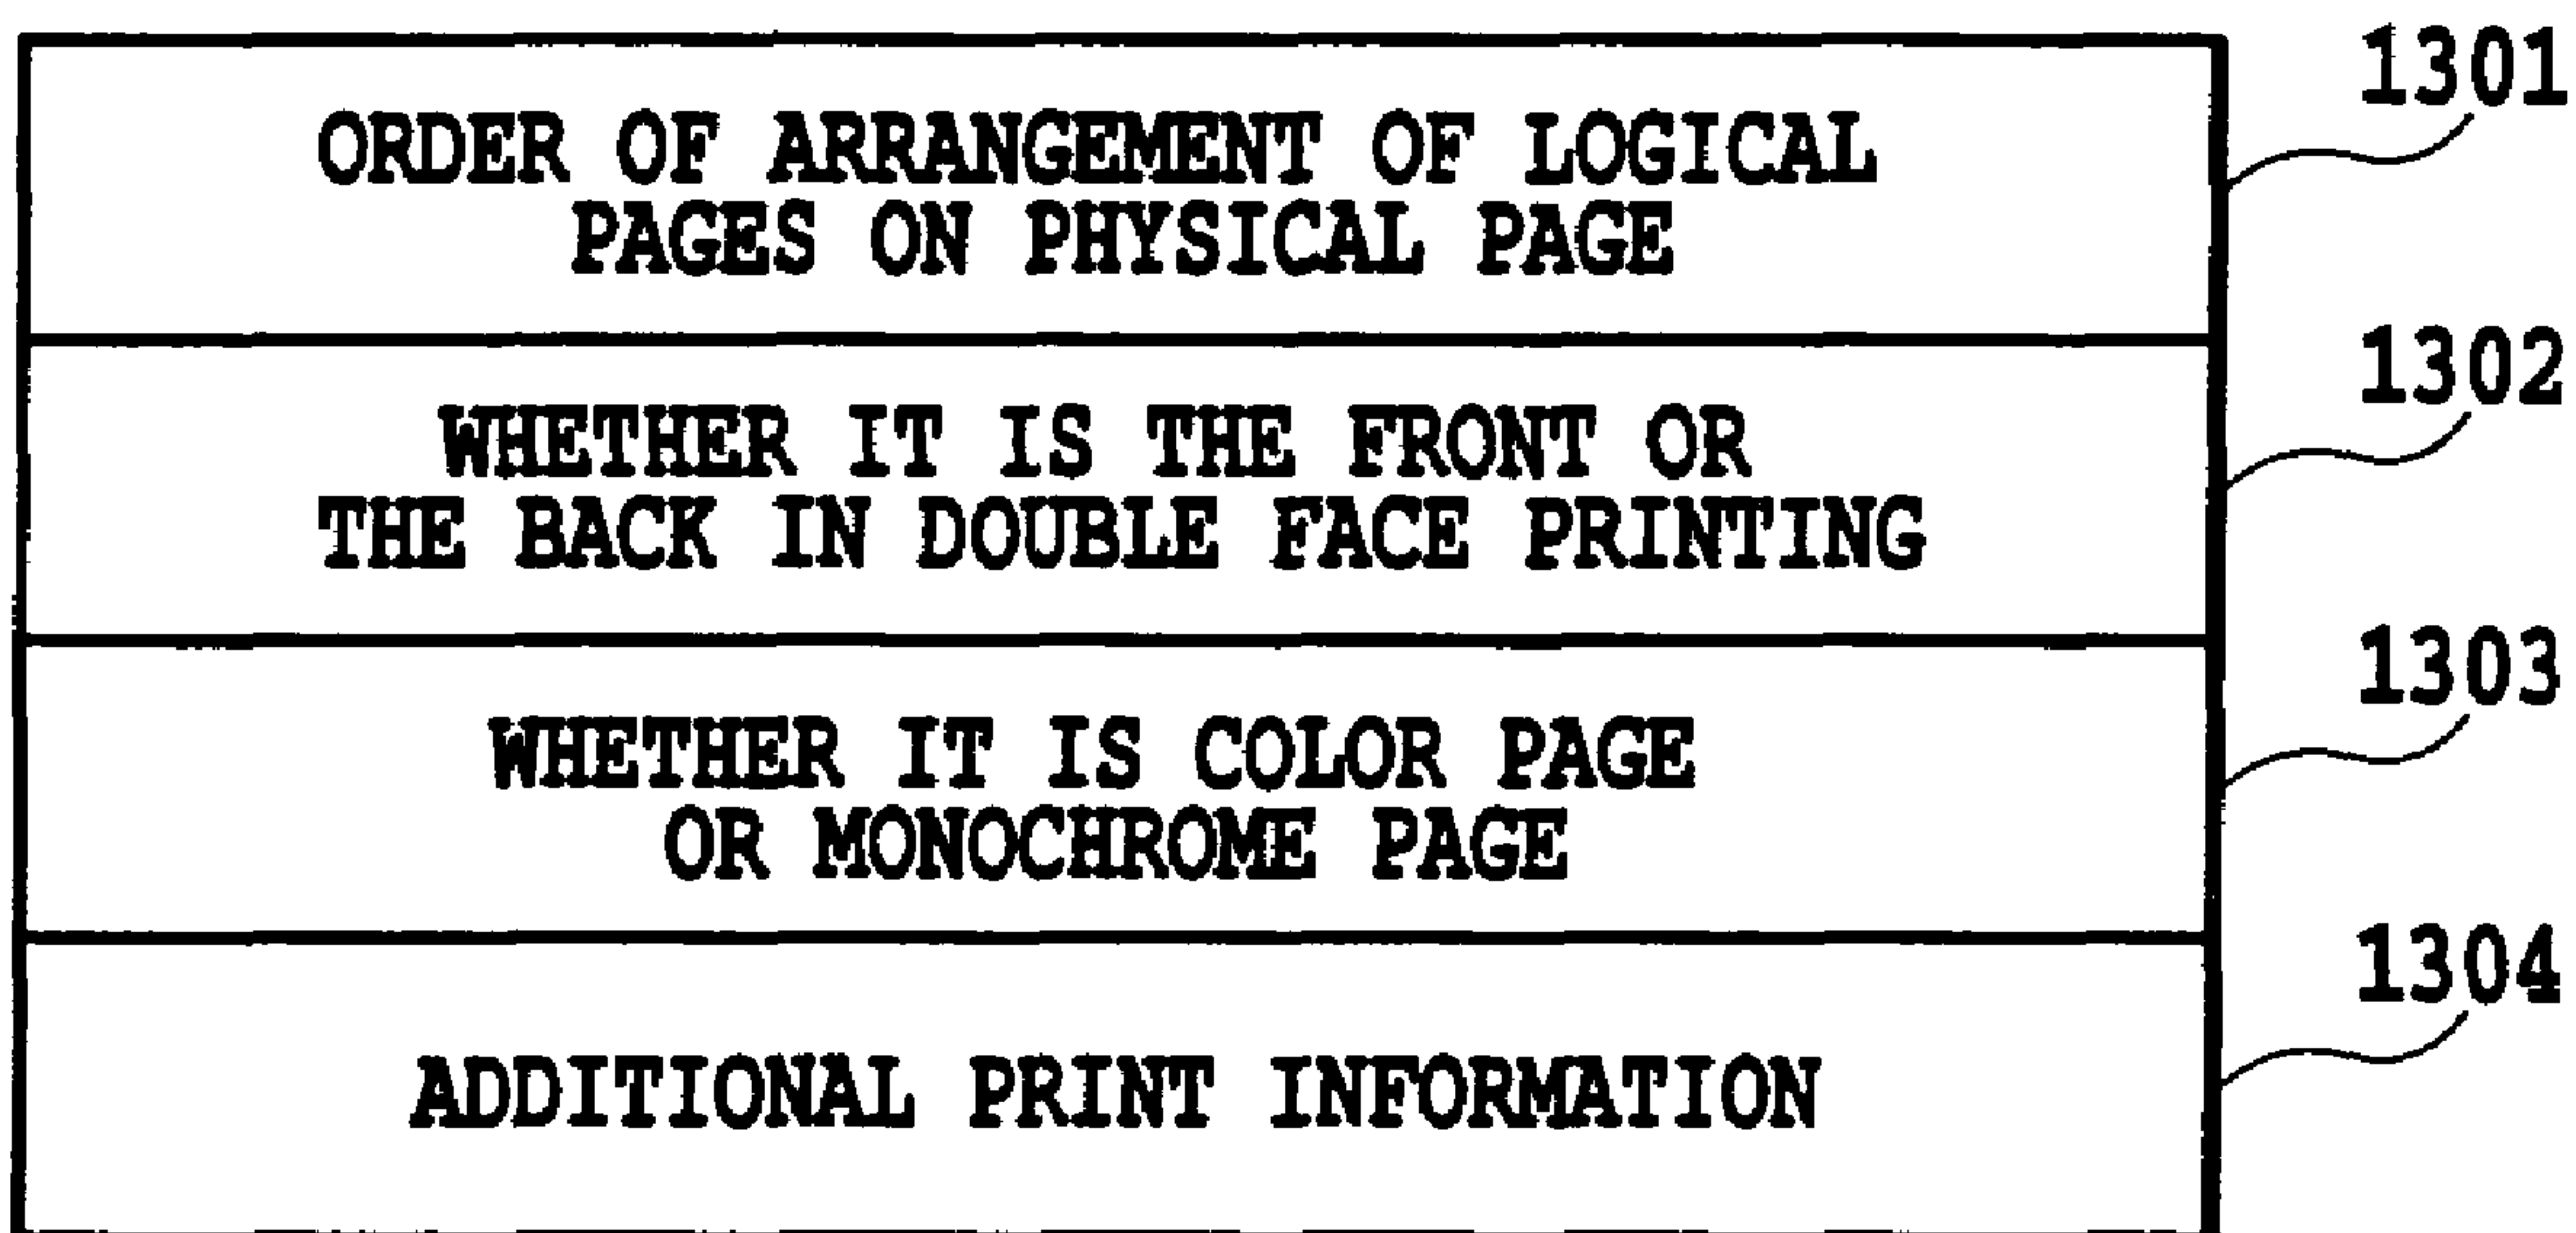 1301
ORDER OF ARRANGEMENT OF LOGICAL
PAGES ON PHYSICAL PAGE
1302
WHETHER IT IS THE FRONT OR
THE BACK IN DOUBLE FACE PRINTING
1303
WHETHER IT IS COLOR PAGE
OR MONOCHROME PAGE
1304
ADDITIONAL PRINT INFORMATION